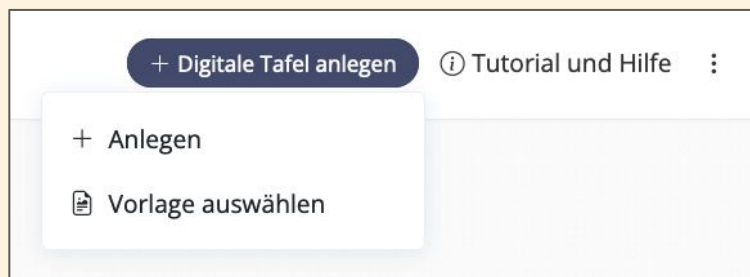 + Digitale Tafel anlegen
Tutorial und Hilfe
+ Anlegen
Vorlage auswählen